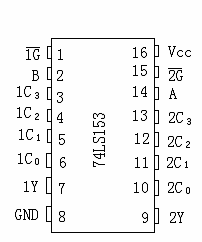 1G̅ 1 16 Vcc
B 2 15 2G̅
1C₃ 3 14 A
1C₂ 4 13 2C₃
1C₁ 5 12 2C₂
1C₀ 6 11 2C₁
1Y 7 10 2C₀
GND 8 9 2Y
74LS153